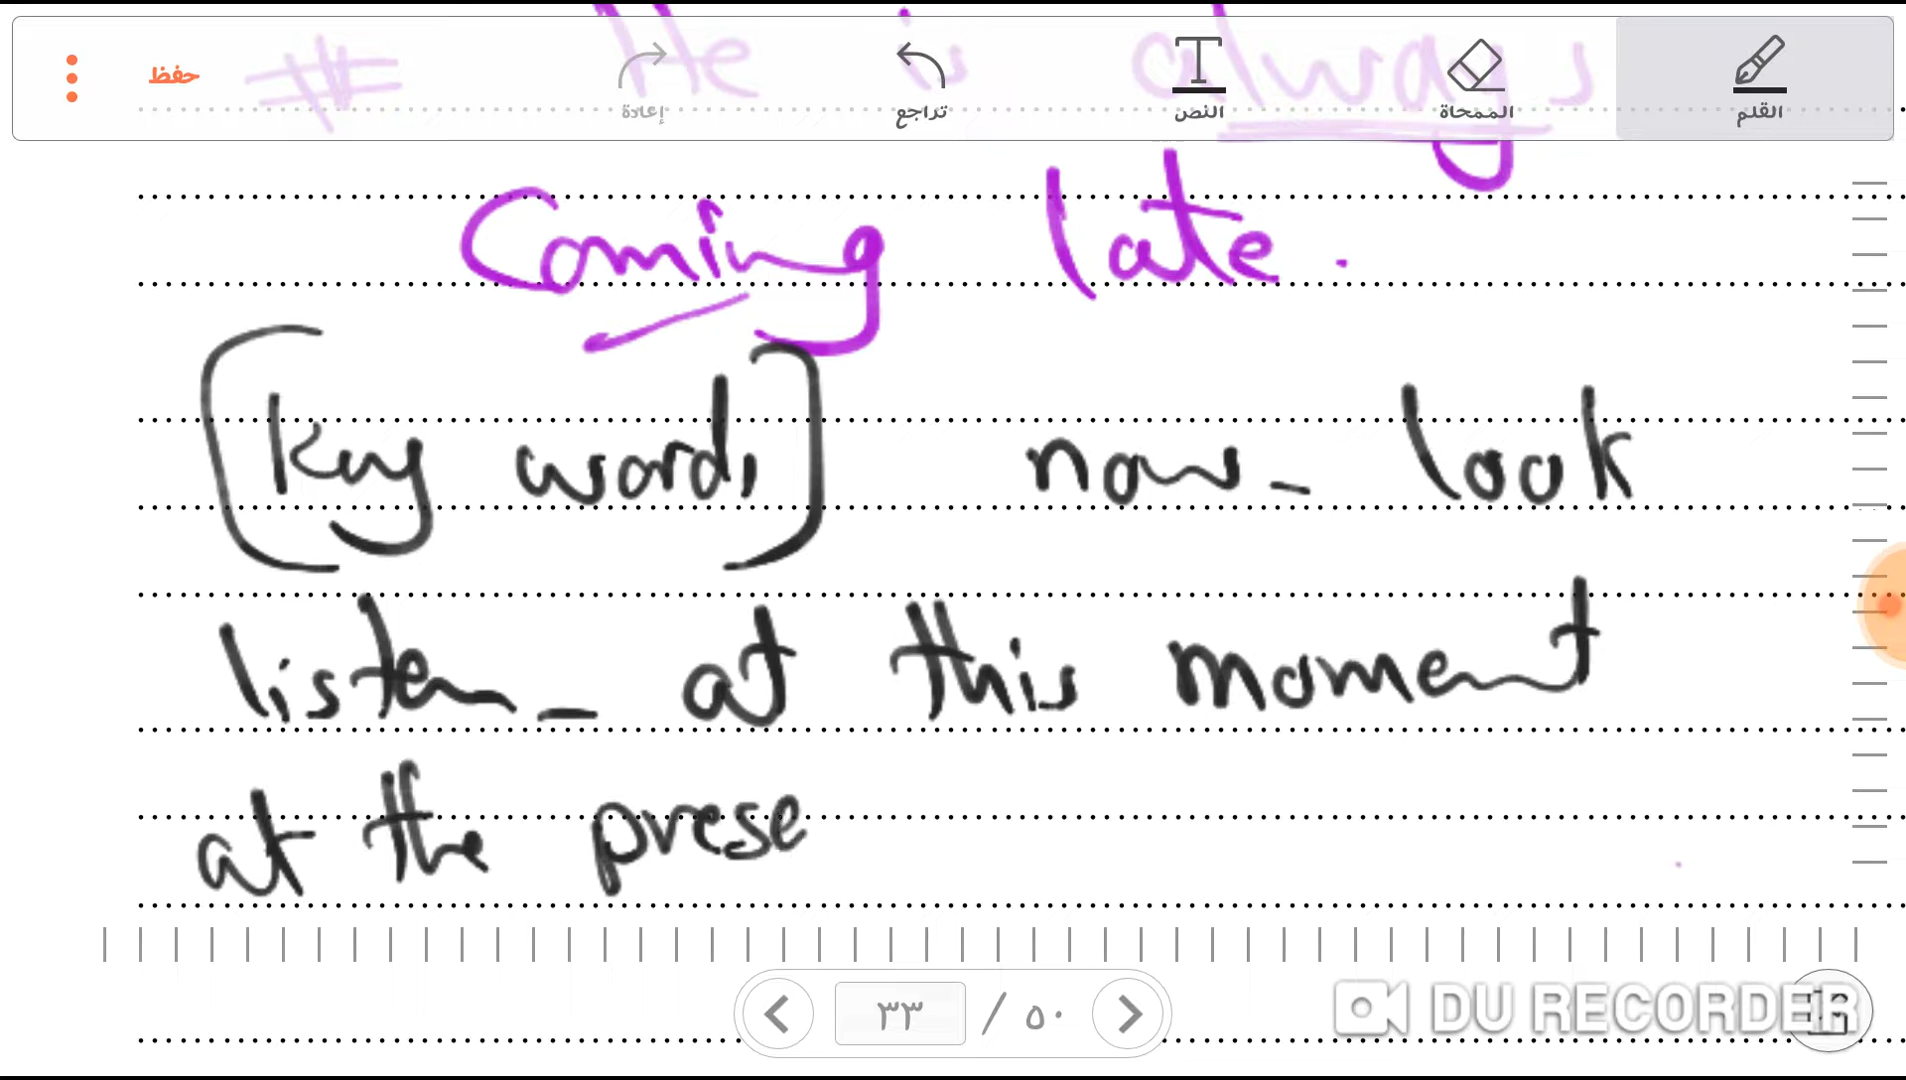 # He is always
حفظ إعادة تراجع النص الممحاة القلم
Coming late.
[Key words] now - look
listen - at this moment
at the prese
٣٣ / ٥٠
DU RECORDER